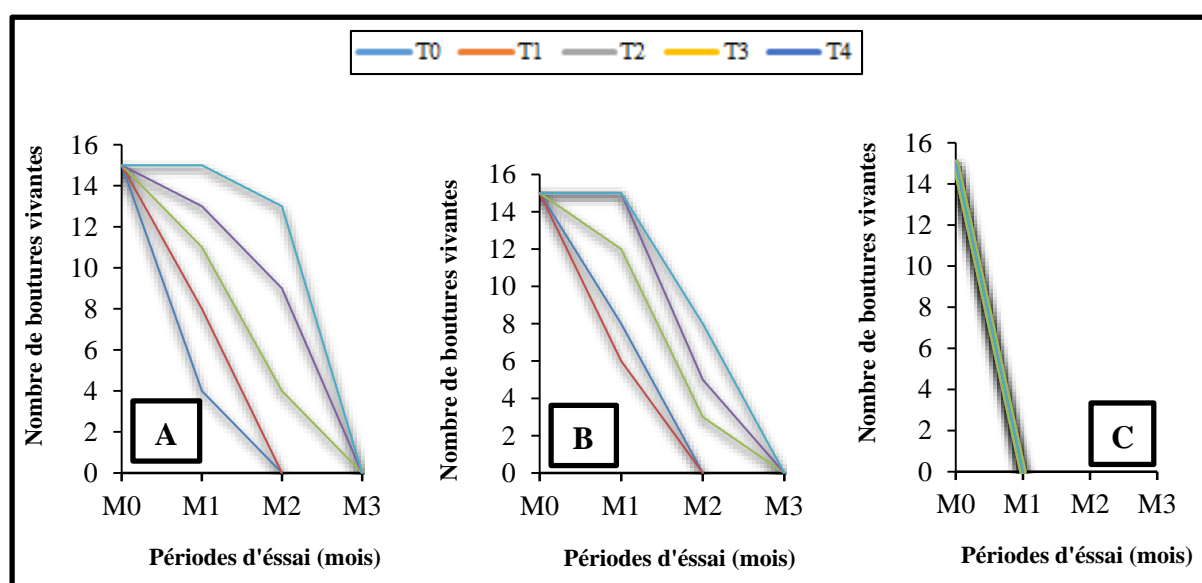 T0 T1 T2 T3 T4
Nombre de boutures vivantes
16
14
12
10
8
6
4
2
0
M0 M1 M2 M3
A
Périodes d'éssai (mois)
Nombre de boutures vivantes
16
14
12
10
8
6
4
2
0
M0 M1 M2 M3
B
Périodes d'éssai (mois)
Nombre de boutures vivantes
16
14
12
10
8
6
4
2
0
M0 M1 M2 M3
C
Périodes d'éssai (mois)